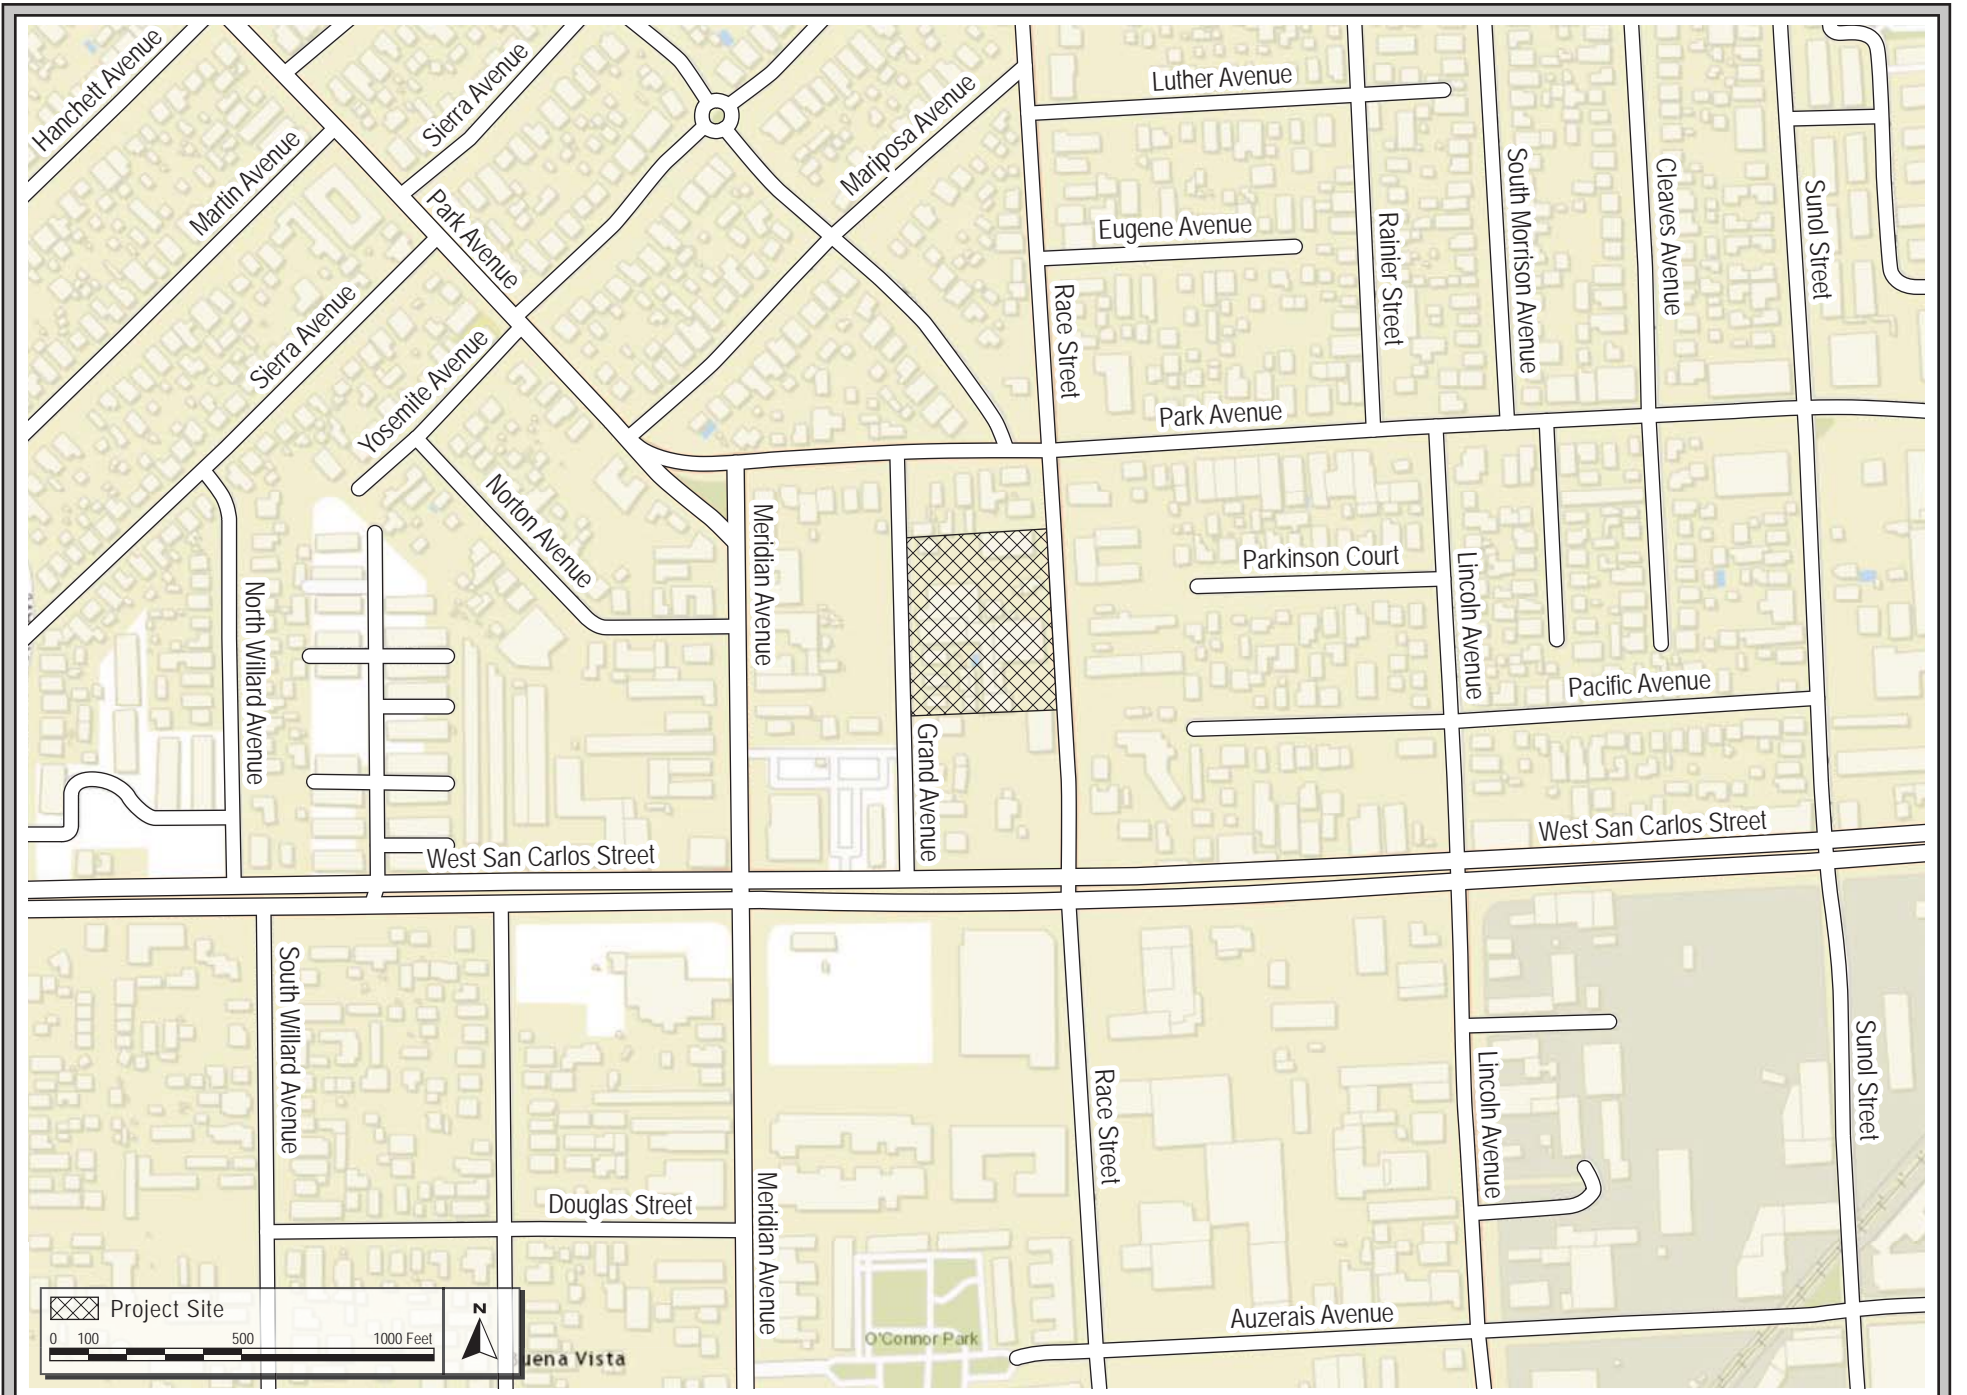 Hanchett Avenue
Martin Avenue
Sierra Avenue
Park Avenue
Mariposa Avenue
Luther Avenue
Eugene Avenue
Race Street
Rainier Street
South Morrison Avenue
Cleaves Avenue
Sunol Street
Sierra Avenue
Yosemite Avenue
Park Avenue
Norton Avenue
Meridian Avenue
Parkinson Court
Lincoln Avenue
North Willard Avenue
Pacific Avenue
Grand Avenue
West San Carlos Street
West San Carlos Street
South Willard Avenue
Race Street
Lincoln Avenue
Sunol Street
Douglas Street
Meridian Avenue
Auzerais Avenue
O'Connor Park
Project Site
N
0 100 500 1000 Feet
uena Vista